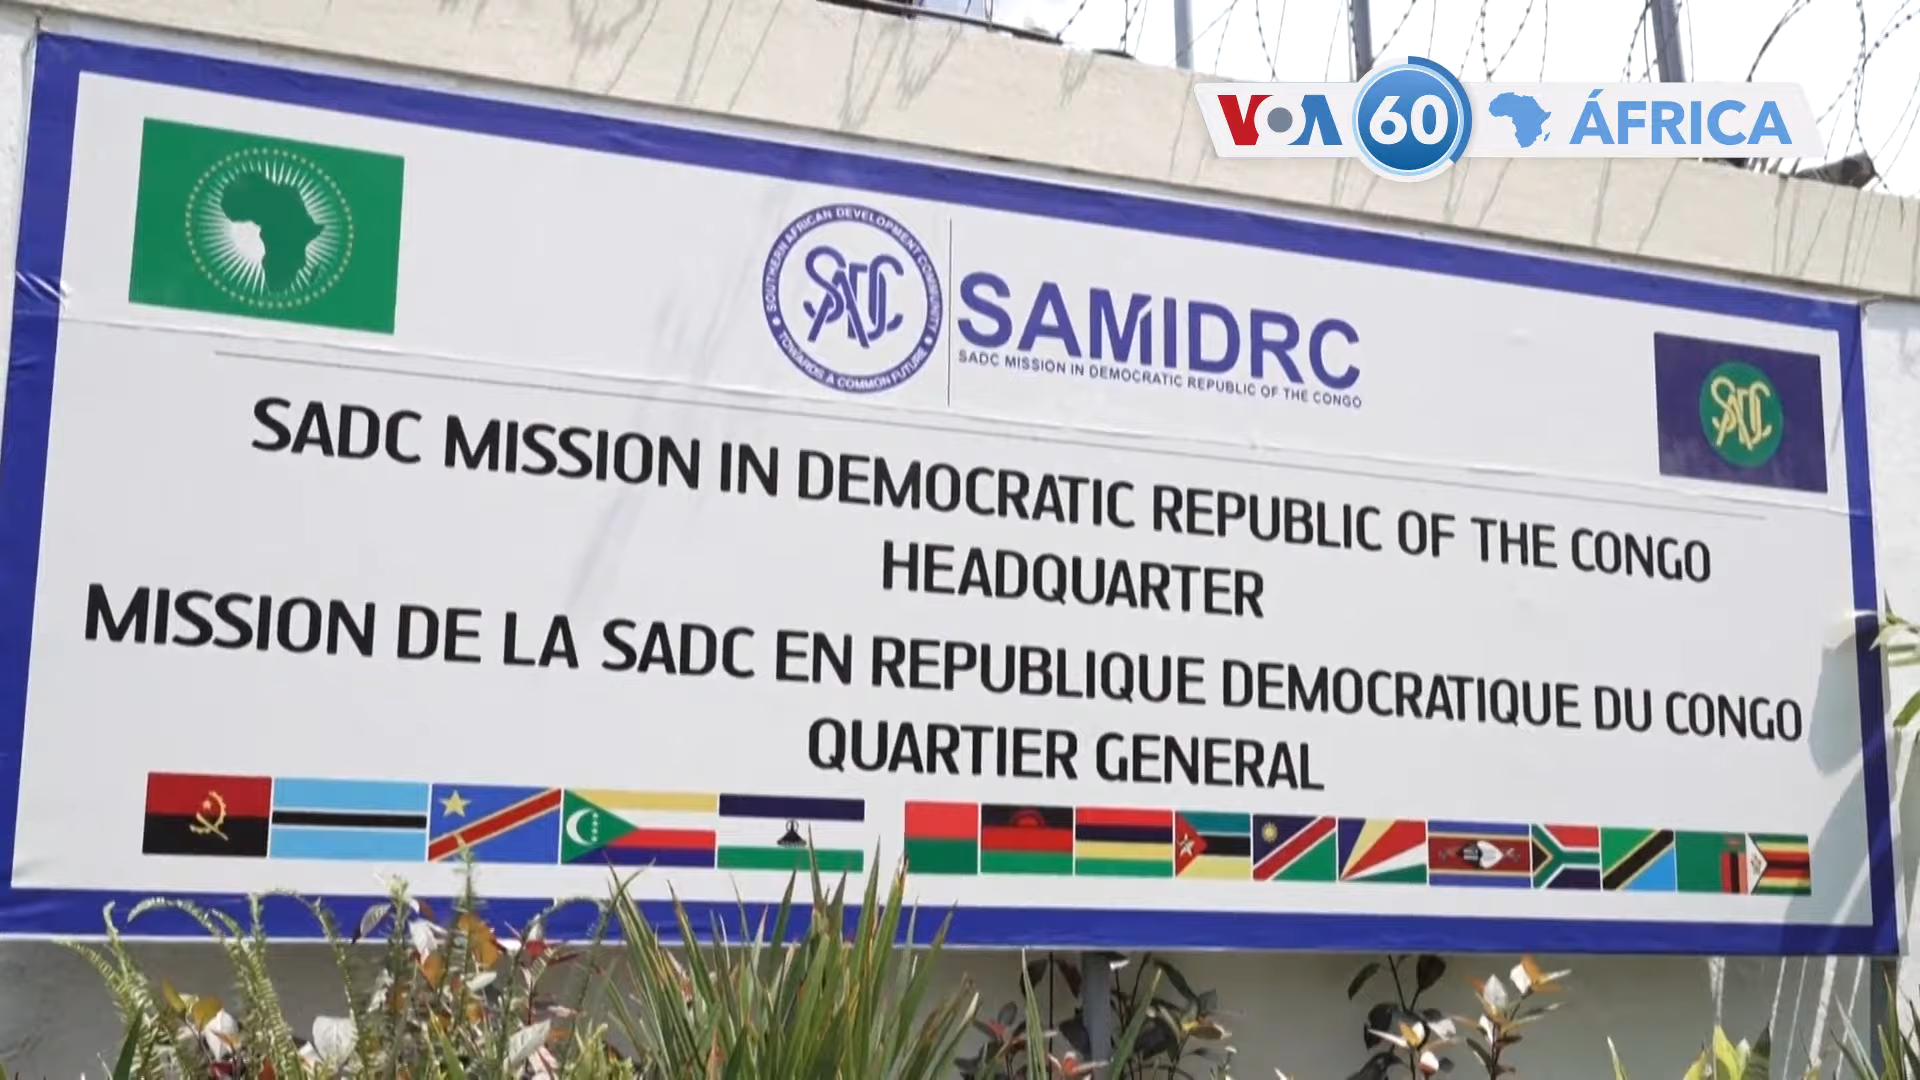 VOA 60 ÁFRICA
SOUTHERN AFRICAN DEVELOPMENT COMMUNITY
SADC
TOWARDS A COMMON FUTURE
SAMIDRC
SADC MISSION IN DEMOCRATIC REPUBLIC OF THE CONGO
SADC
SADC MISSION IN DEMOCRATIC REPUBLIC OF THE CONGO
HEADQUARTER
MISSION DE LA SADC EN REPUBLIQUE DEMOCRATIQUE DU CONGO
QUARTIER GENERAL